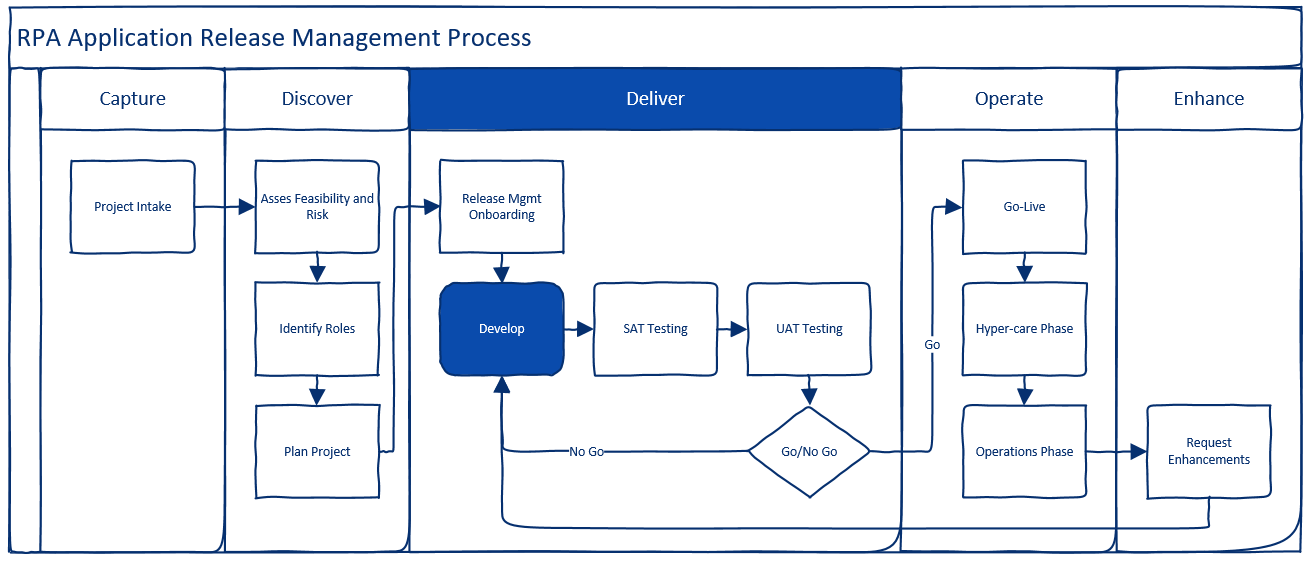 RPA Application Release Management Process
Capture
Discover
Deliver
Operate
Enhance
Project Intake
Asses Feasibility and
Risk
Identify Roles
Plan Project
Release Mgmt
Onboarding
Develop
SAT Testing
UAT Testing
Go/No Go
No Go
Go
Go-Live
Hyper-care Phase
Operations Phase
Request
Enhancements